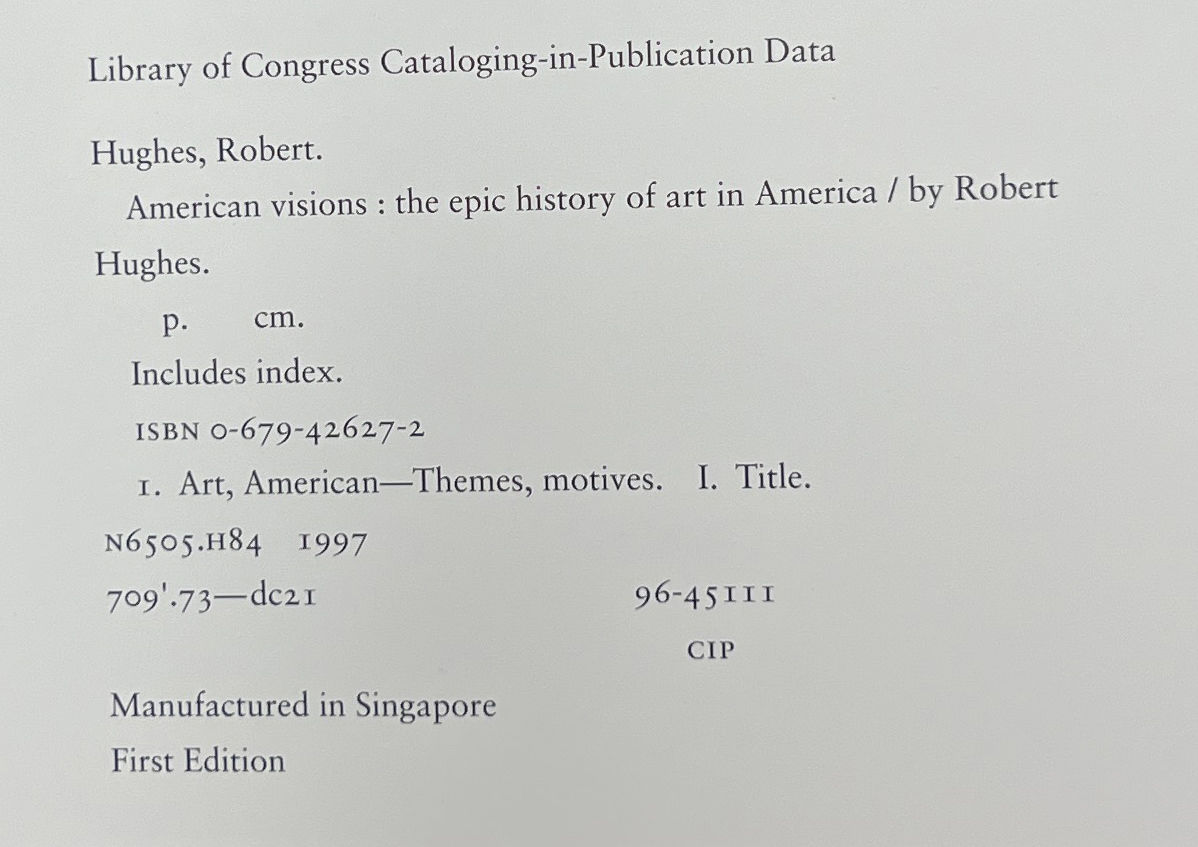 Library of Congress Cataloging-in-Publication Data
Hughes, Robert.
American visions : the epic history of art in America / by Robert
Hughes.
p. cm.
Includes index.
ISBN 0-679-42627-2
1. Art, American—Themes, motives. I. Title.
N6505.H84 1997
709'.73—dc21 96-45111
CIP
Manufactured in Singapore
First Edition